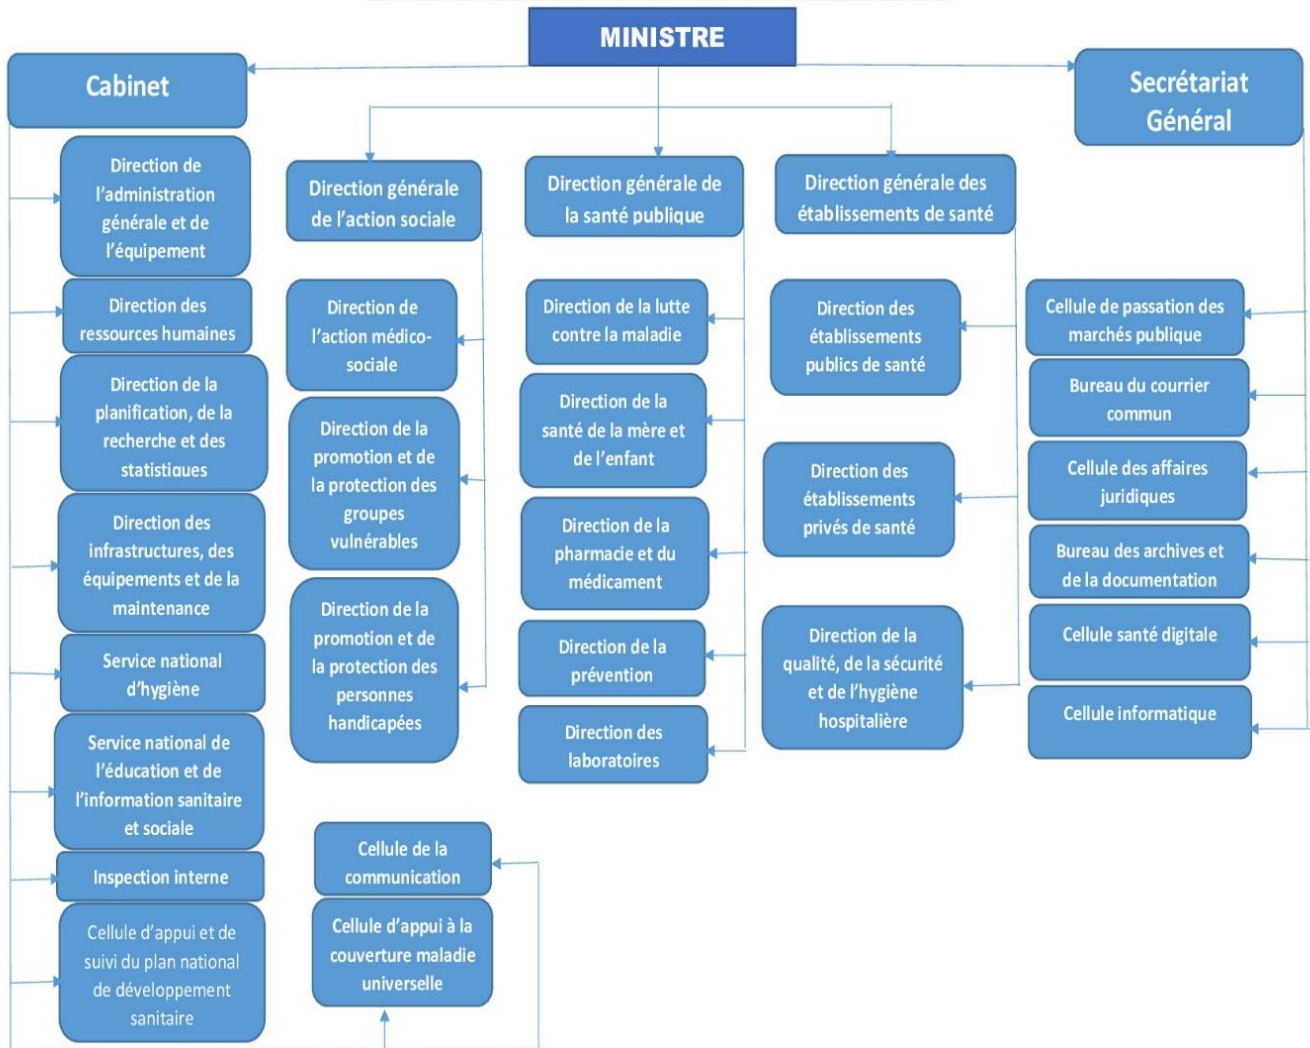 MINISTRE
Cabinet
Secrétariat
Général
Direction de
l'administration
générale et de
l'équipement
Direction des
ressources humaines
Direction de la
planification, de la
recherche et des
statistiques
Direction des
infrastructures, des
équipements et de la
maintenance
Service national
d'hygiène
Service national de
l'éducation et de
l'information sanitaire
et sociale
Inspection interne
Cellule d'appui et de
suivi du plan national
de développement
sanitaire
Direction générale
de l'action sociale
Direction de
l'action médico-
sociale
Direction de la
promotion et de
la protection des
groupes
vulnérables
Direction de la
promotion et de
la protection des
personnes
handicapées
Cellule de la
communication
Cellule d'appui à la
couverture maladie
universelle
Direction générale de
la santé publique
Direction de la lutte
contre la maladie
Direction de la
santé de la mère et
de l'enfant
Direction de la
pharmacie et du
médicament
Direction de la
prévention
Direction des
laboratoires
Direction générale des
établissements de santé
Direction des
établissements
publics de santé
Direction des
établissements
privés de santé
Direction de la
qualité, de la sécurité
et de l'hygiène
hospitalière
Cellule de passation des
marchés publique
Bureau du courrier
commun
Cellule des affaires
juridiques
Bureau des archives et
de la documentation
Cellule santé digitale
Cellule informatique